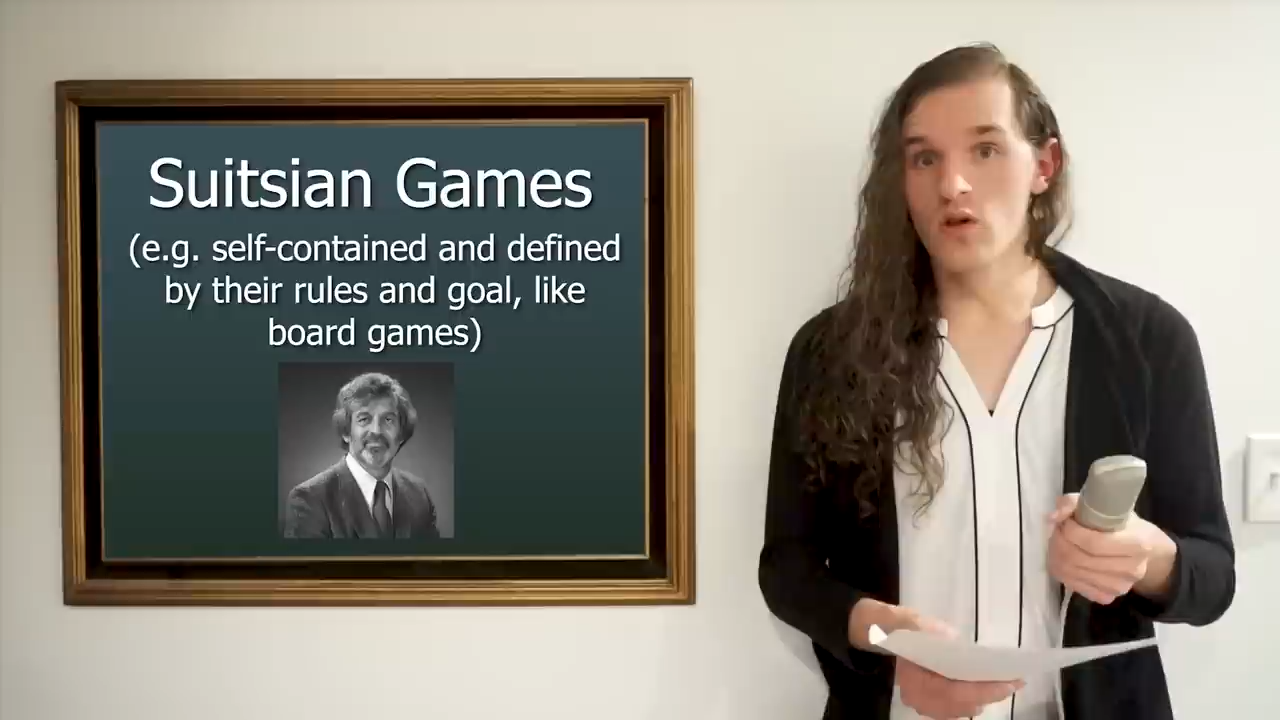 Suitsian Games
(e.g. self-contained and defined
by their rules and goal, like
board games)